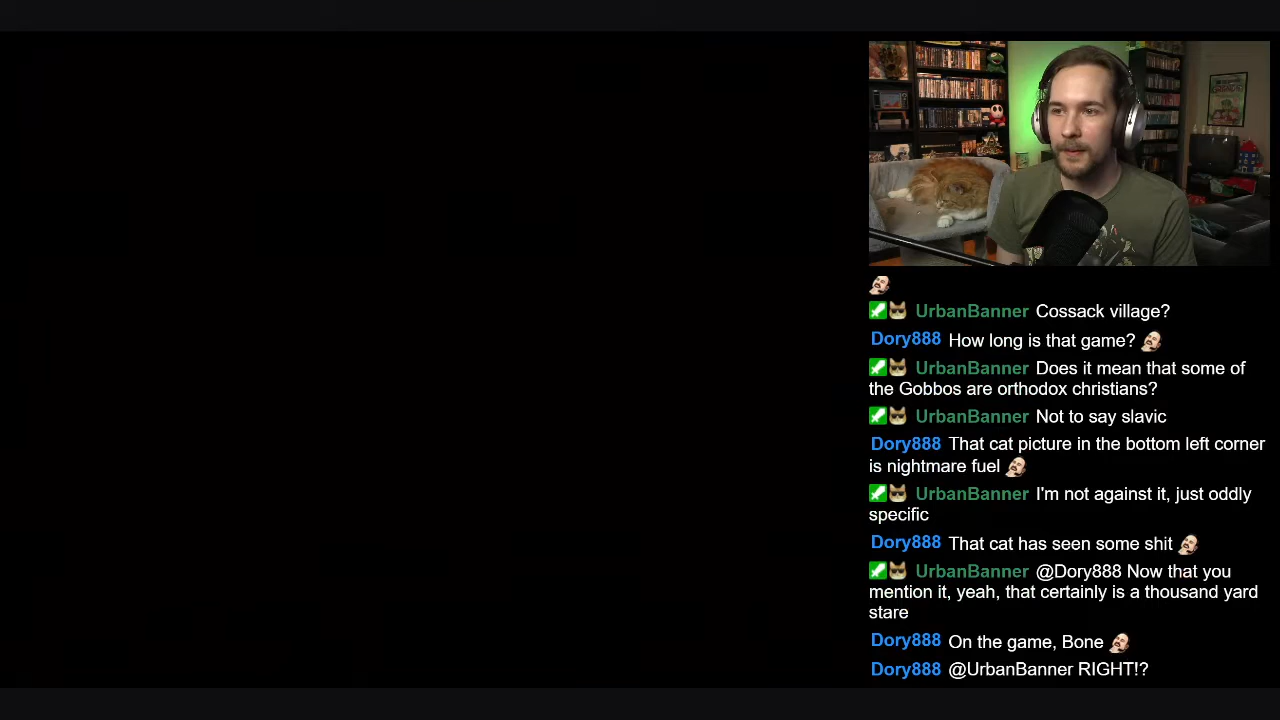 UrbanBanner Cossack village?
Dory888 How long is that game?
UrbanBanner Does it mean that some of
the Gobbos are orthodox christians?
UrbanBanner Not to say slavic
Dory888 That cat picture in the bottom left corner
is nightmare fuel
UrbanBanner I'm not against it, just oddly
specific
Dory888 That cat has seen some shit
UrbanBanner @Dory888 Now that you
mention it, yeah, that certainly is a thousand yard
stare
Dory888 On the game, Bone
Dory888 @UrbanBanner RIGHT!?